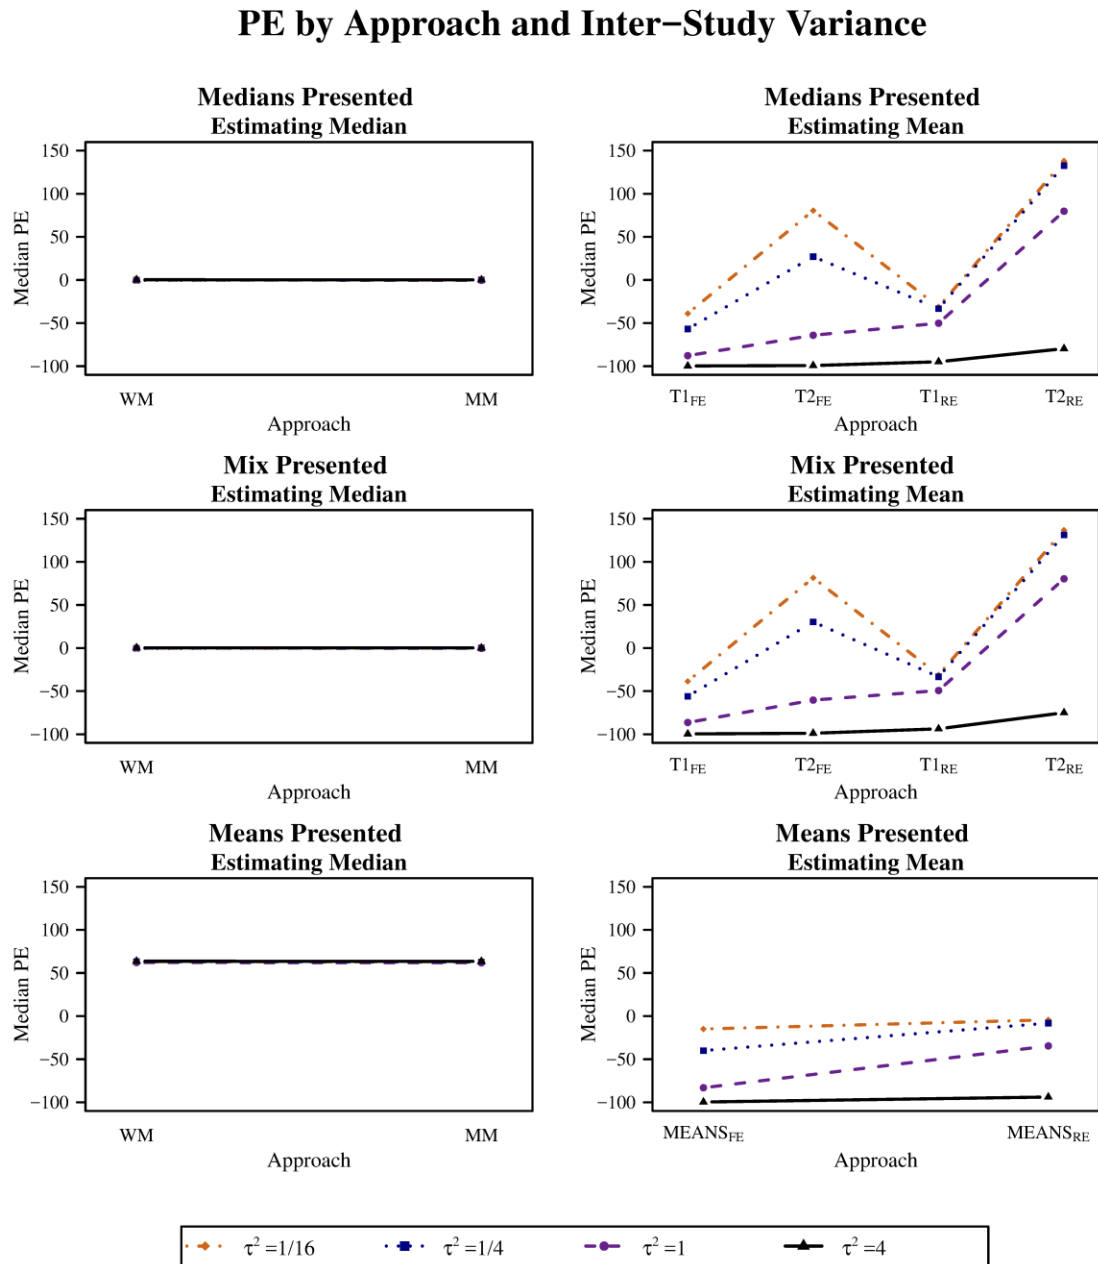 PE by Approach and Inter−Study Variance
Medians Presented
Estimating Median
150
100
50
0
−50
−100
Median PE
WM MM
Approach
Medians Presented
Estimating Mean
150
100
50
0
−50
−100
Median PE
T1FE T2FE T1RE T2RE
Approach
Mix Presented
Estimating Median
150
100
50
0
−50
−100
Median PE
WM MM
Approach
Mix Presented
Estimating Mean
150
100
50
0
−50
−100
Median PE
T1FE T2FE T1RE T2RE
Approach
Means Presented
Estimating Median
150
100
50
0
−50
−100
Median PE
WM MM
Approach
Means Presented
Estimating Mean
150
100
50
0
−50
−100
Median PE
MEANSFE MEANSRE
Approach
τ² =1/16 τ² =1/4 τ² =1 τ² =4